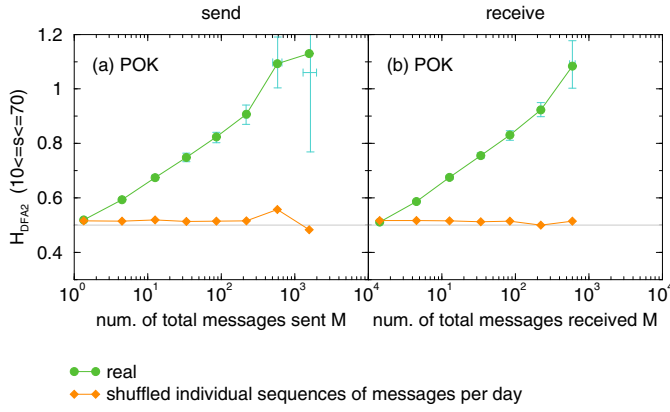 send receive
1.2
1
0.8
0.6
0.4
H_DFA2 (10<=s<=70)
(a) POK
(b) POK
10^0 10^1 10^2 10^3 10^4
10^1 10^2 10^3 10^4
num. of total messages sent M
num. of total messages received M
real
shuffled individual sequences of messages per day